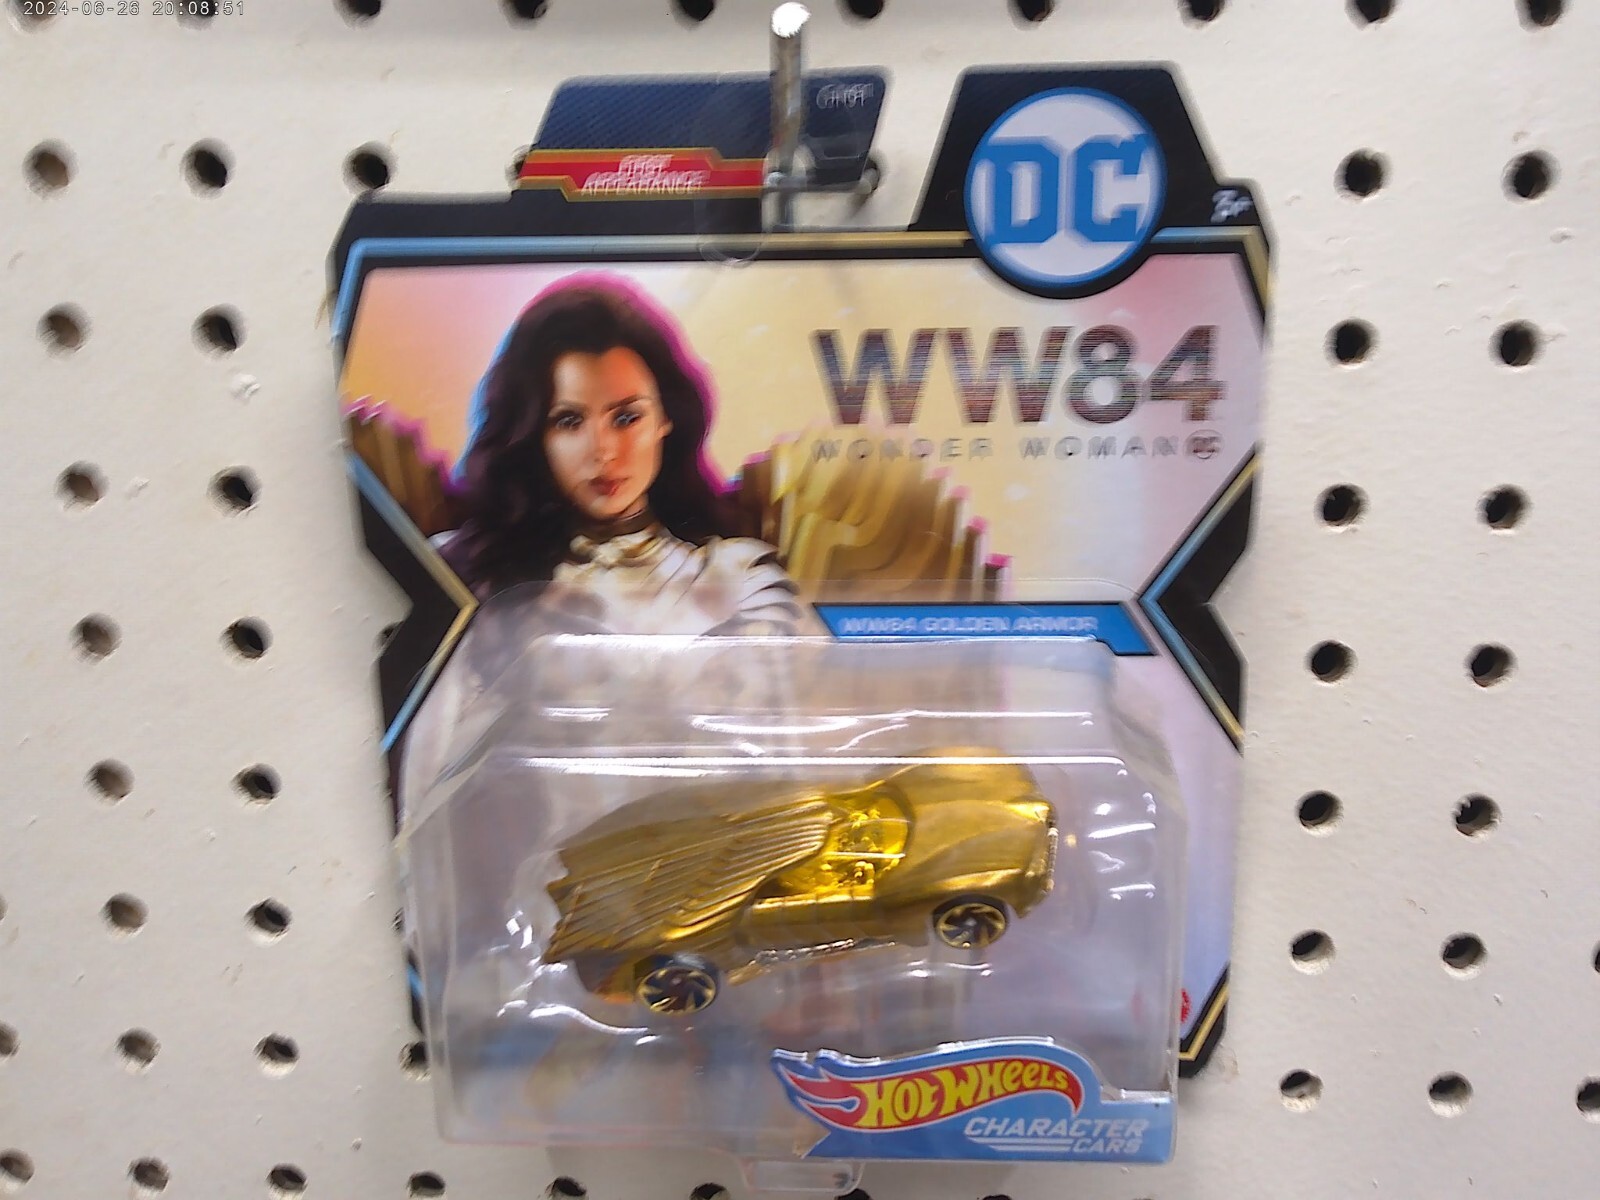 2024-06-26 20:08:51
FIRST
APPEARANCE
DC
3+
WW84
WONDER WOMAN
WW84 GOLDEN ARMOR
HOT WHEELS
CHARACTER
CARS